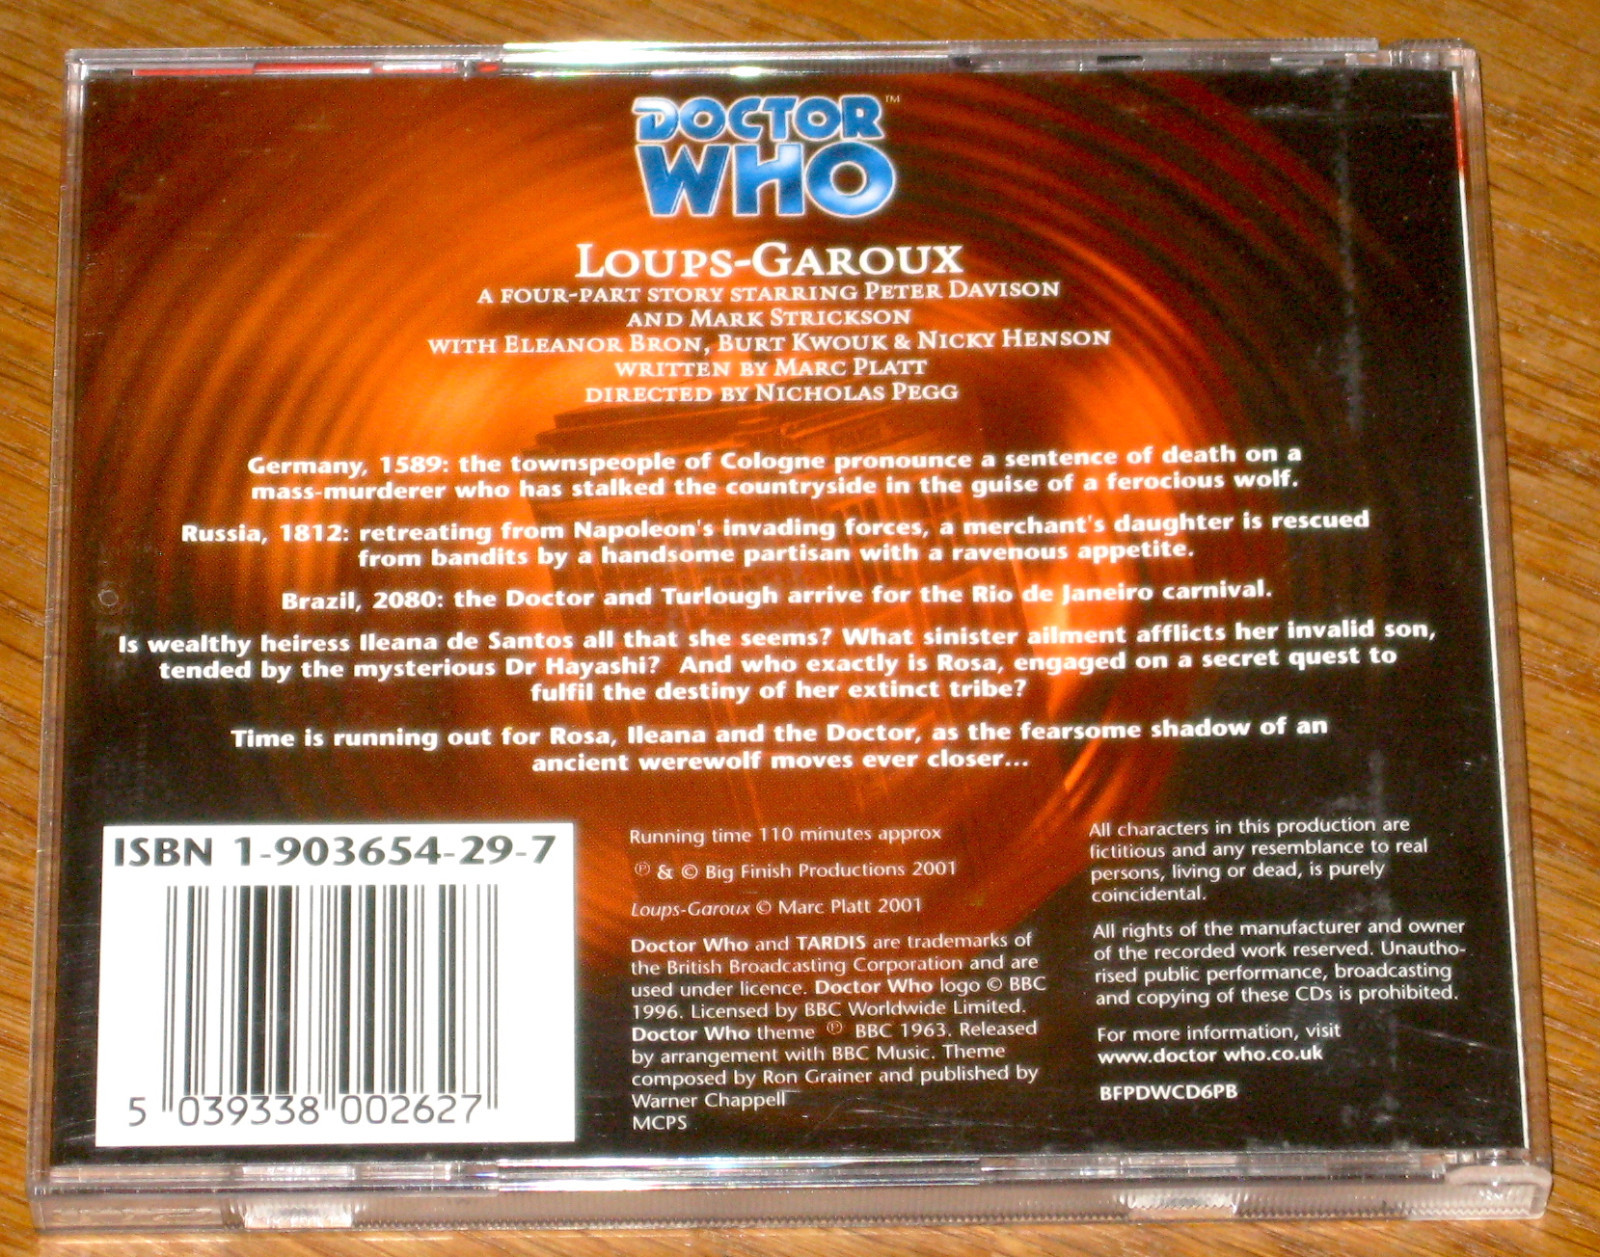 DOCTOR™
WHO
LOUPS-GAROUX
A FOUR-PART STORY STARRING PETER DAVISON
AND MARK STRICKSON
WITH ELEANOR BRON, BURT KWOUK & NICKY HENSON
WRITTEN BY MARC PLATT
DIRECTED BY NICHOLAS PEGG
Germany, 1589: the townspeople of Cologne pronounce a sentence of death on a
mass-murderer who has stalked the countryside in the guise of a ferocious wolf.
Russia, 1812: retreating from Napoleon's invading forces, a merchant's daughter is rescued
from bandits by a handsome partisan with a ravenous appetite.
Brazil, 2080: the Doctor and Turlough arrive for the Rio de Janeiro carnival.
Is wealthy heiress Ileana de Santos all that she seems? What sinister ailment afflicts her invalid son,
tended by the mysterious Dr Hayashi? And who exactly is Rosa, engaged on a secret quest to
fulfil the destiny of her extinct tribe?
Time is running out for Rosa, Ileana and the Doctor, as the fearsome shadow of an
ancient werewolf moves ever closer...
ISBN 1-903654-29-7
5 039338 002627
Running time 110 minutes approx
℗ & © Big Finish Productions 2001
Loups-Garoux © Marc Platt 2001
Doctor Who and TARDIS are trademarks of
the British Broadcasting Corporation and are
used under licence. Doctor Who logo © BBC
1996. Licensed by BBC Worldwide Limited.
Doctor Who theme ℗ BBC 1963. Released
by arrangement with BBC Music. Theme
composed by Ron Grainer and published by
Warner Chappell
MCPS
All characters in this production are
fictitious and any resemblance to real
persons, living or dead, is purely
coincidental.
All rights of the manufacturer and owner
of the recorded work reserved. Unautho-
rised public performance, broadcasting
and copying of these CDs is prohibited.
For more information, visit
www.doctor who.co.uk
BFPDWCD6PB